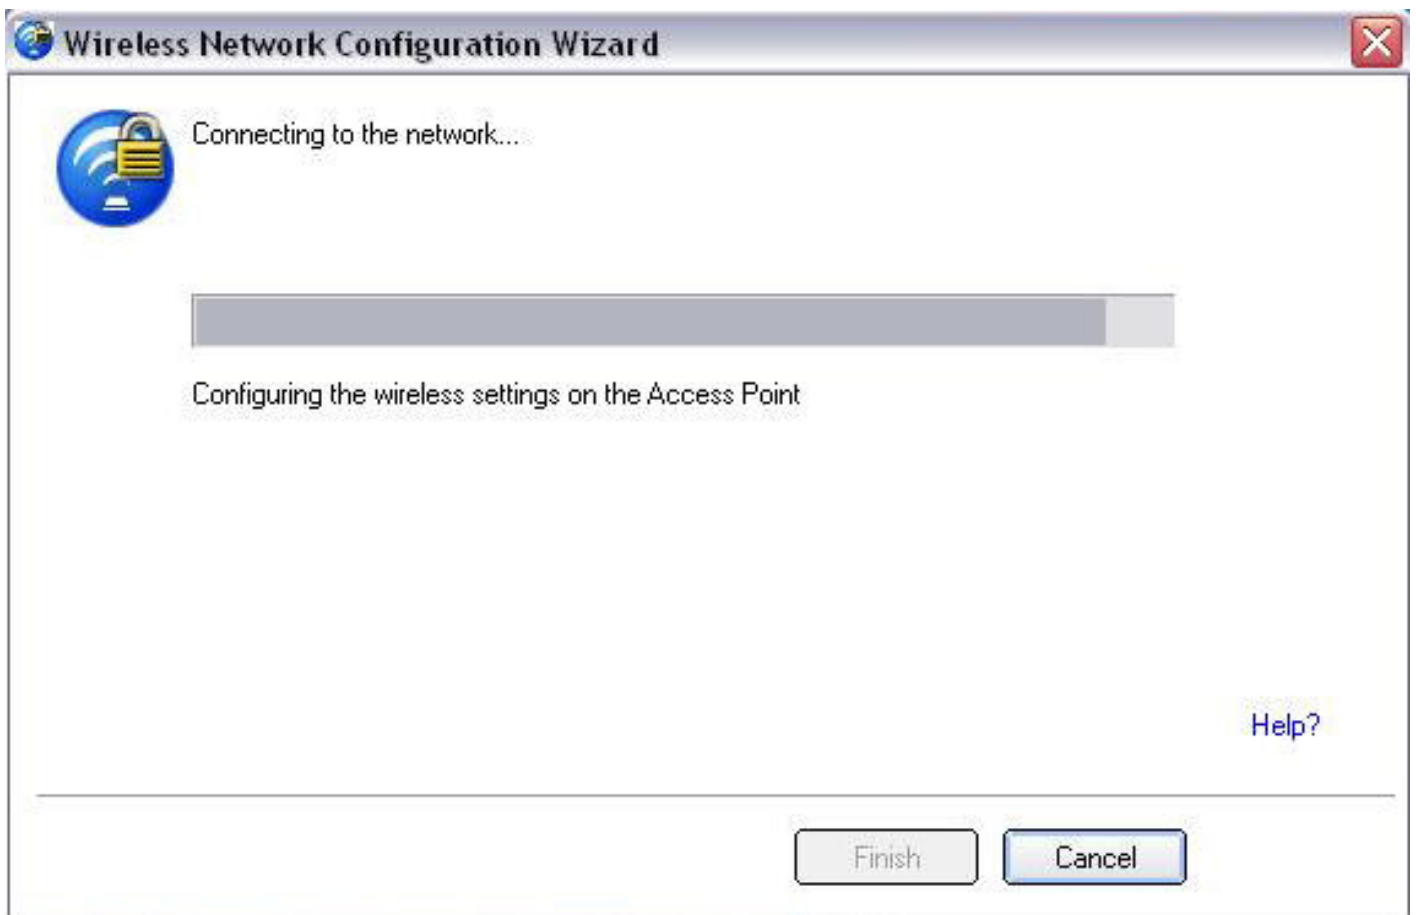 Wireless Network Configuration Wizard
Connecting to the network...
Configuring the wireless settings on the Access Point
Help?
Finish
Cancel